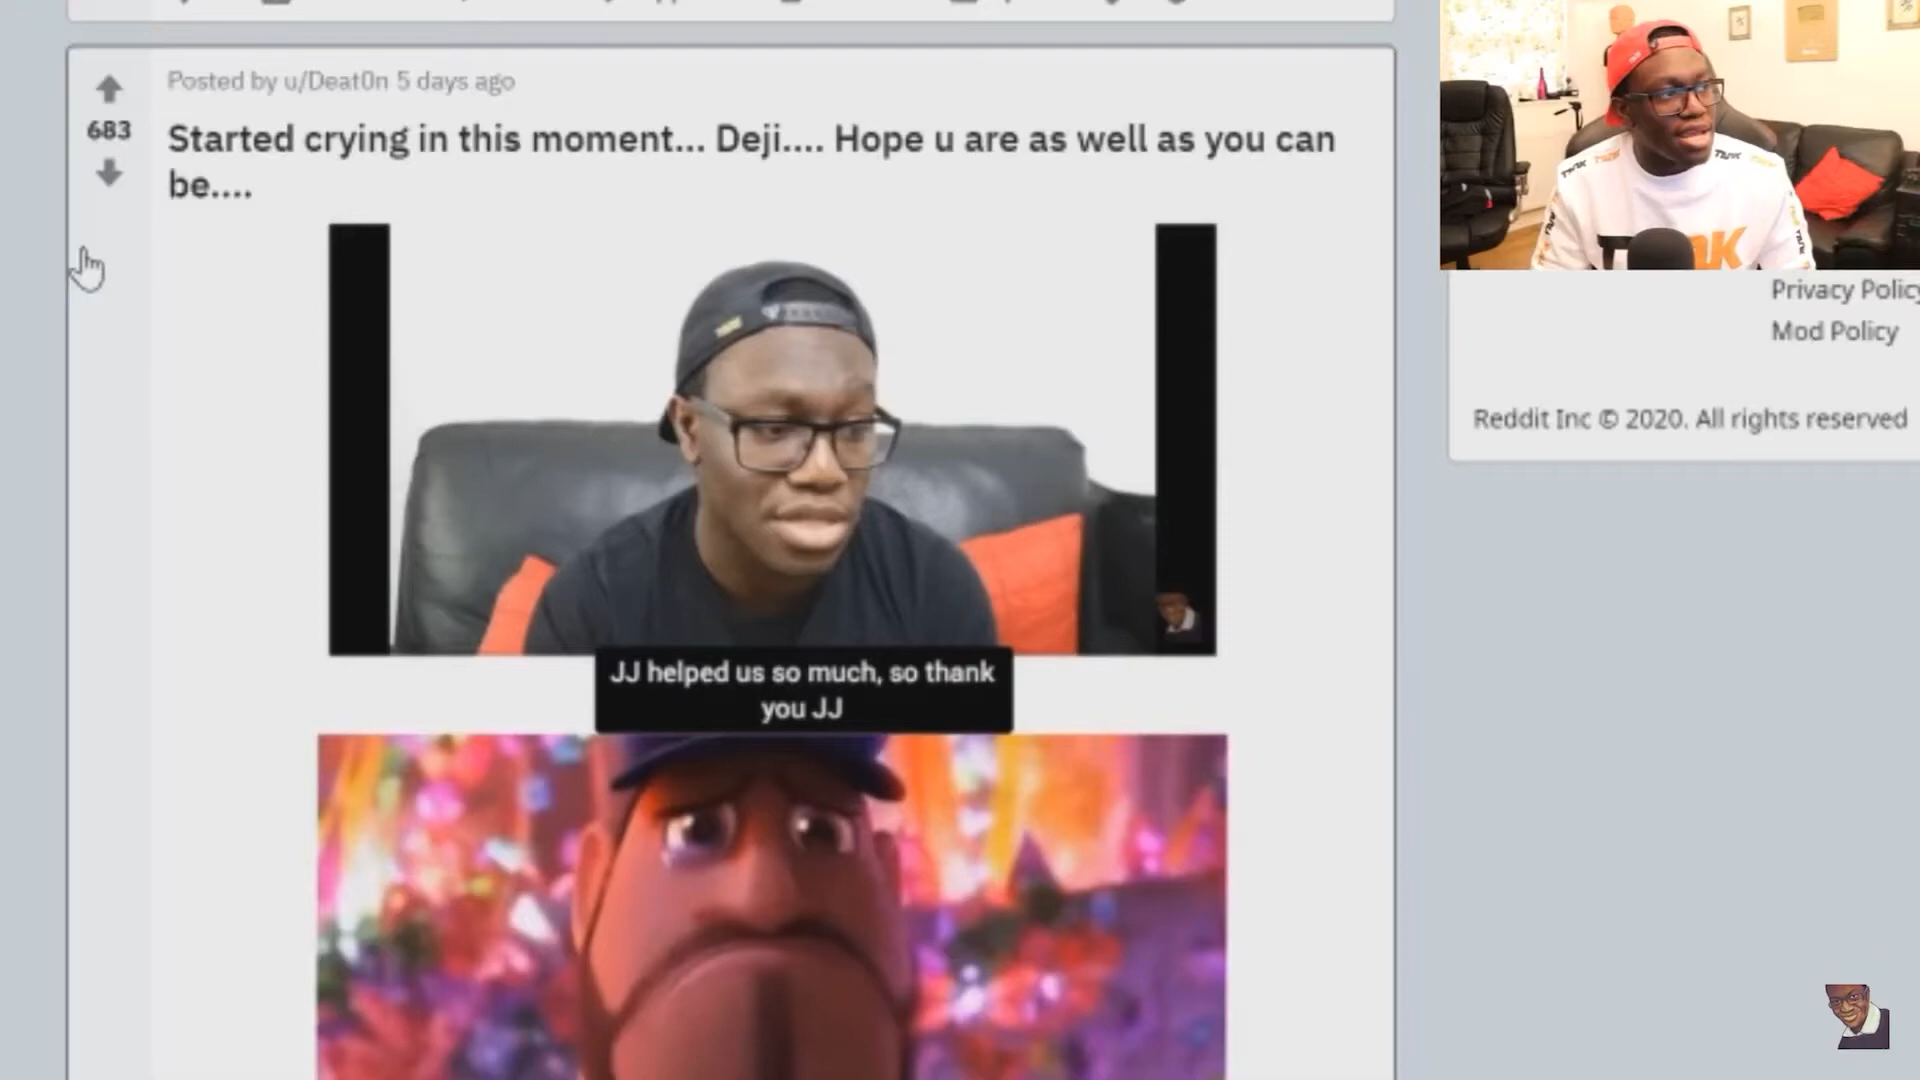 Posted by u/Deat0n 5 days ago
683
Started crying in this moment... Deji.... Hope u are as well as you can
be....
JJ helped us so much, so thank
you JJ
Privacy Policy
Mod Policy
Reddit Inc © 2020. All rights reserved